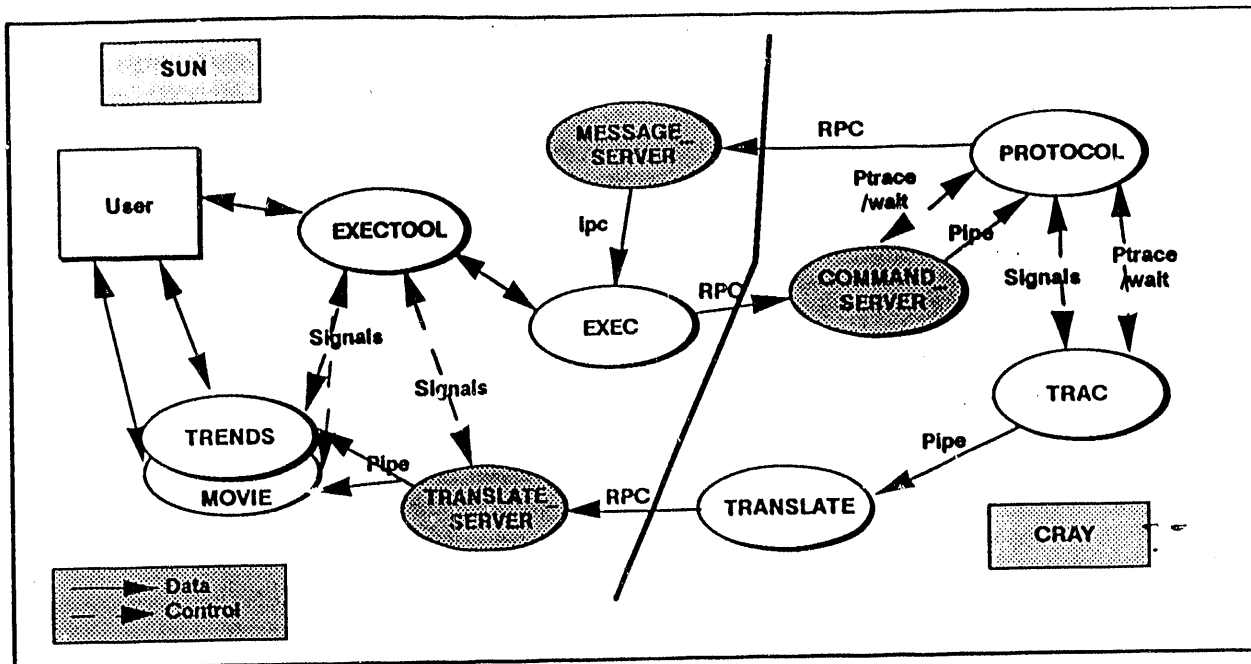 SUN
MESSAGE_
SERVER
RPC
PROTOCOL
User
EXECTOOL
Ptrace
/wait
Ipc
Pipe
COMMAND_
SERVER
Signals
Ptrace
/wait
RPC
EXEC
Signals
Signals
TRAC
TRENDS
MOVIE
Pipe
TRANSLATE_
SERVER
RPC
TRANSLATE
Pipe
CRAY
Data
Control